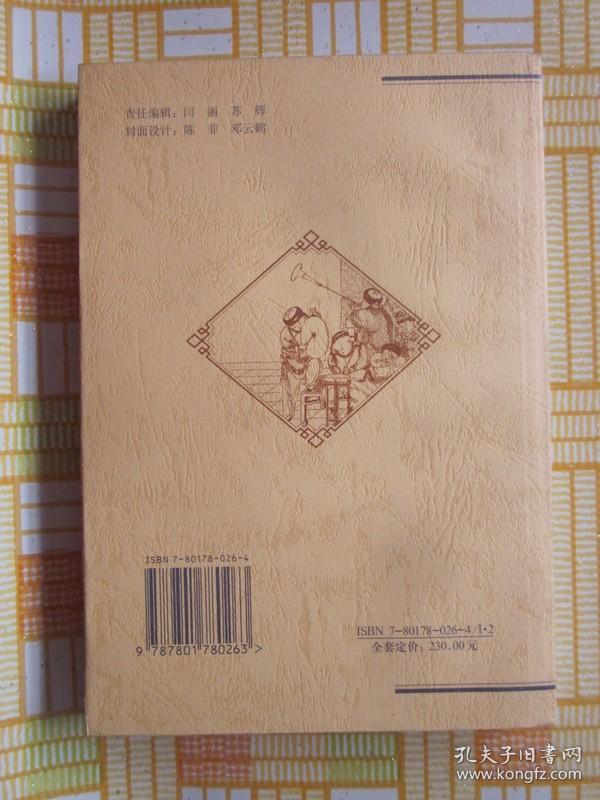 责任编辑：闫 丽 苏 辉
封面设计：陈 非 邓云鹤
ISBN 7-80178-026-4
9 787801 780263 >
ISBN 7-80178-026-4/I·2
全套定价：230.00元
孔夫子旧书网
www.kongfz.com